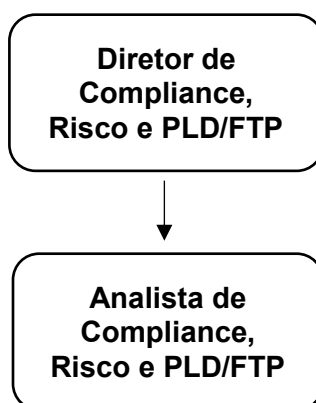 Diretor de
Compliance,
Risco e PLD/FTP
Analista de
Compliance,
Risco e PLD/FTP